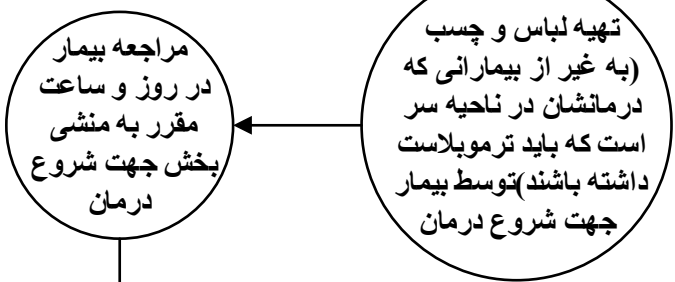 تهیه لباس و چسب
(به غیر از بیمارانی که
درمانشان در ناحیه سر
است که باید ترموبلاست
داشته باشند)توسط بیمار
جهت شروع درمان
مراجعه بیمار
در روز و ساعت
مقرر به منشی
بخش جهت شروع
درمان